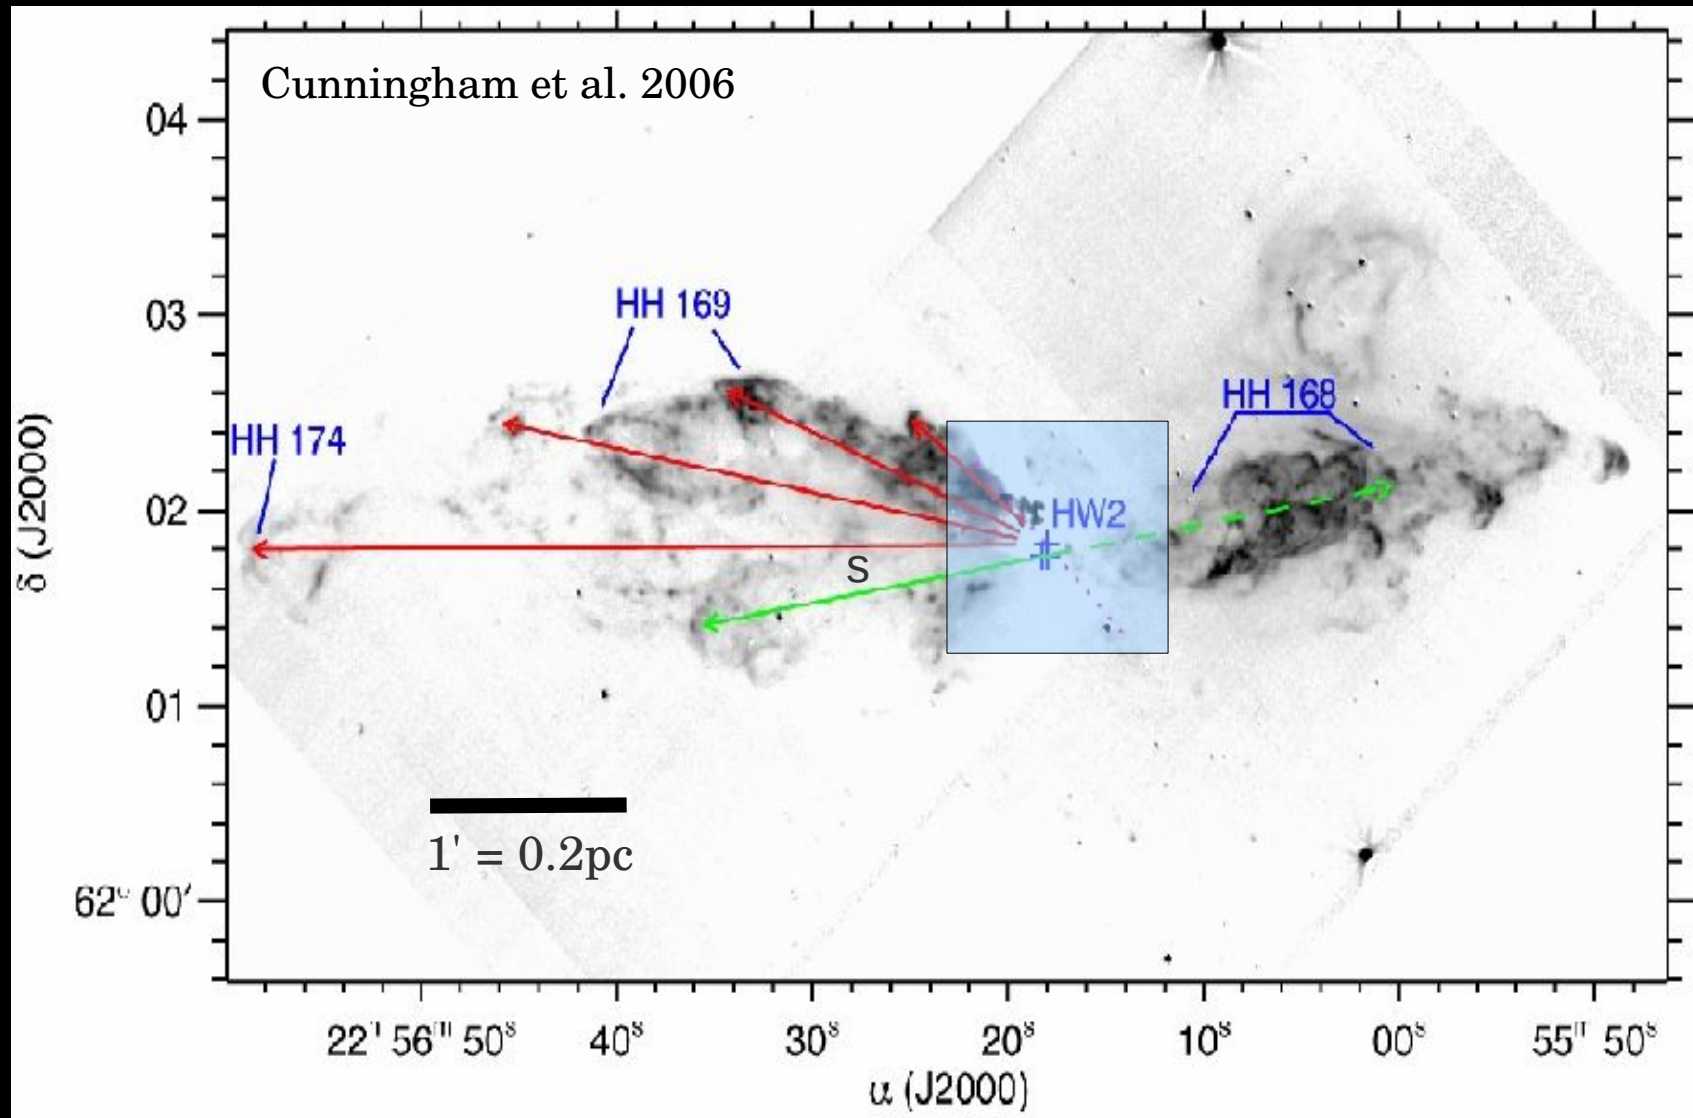 Cunningham et al. 2006
04
03
02
01
62° 00'
δ (J2000)
HH 169
HH 174
HH 168
HW2
S
1' = 0.2pc
22ʰ 56ᵐ 50ˢ
40ˢ
30ˢ
20ˢ
10ˢ
00ˢ
55ᵐ 50ˢ
α (J2000)